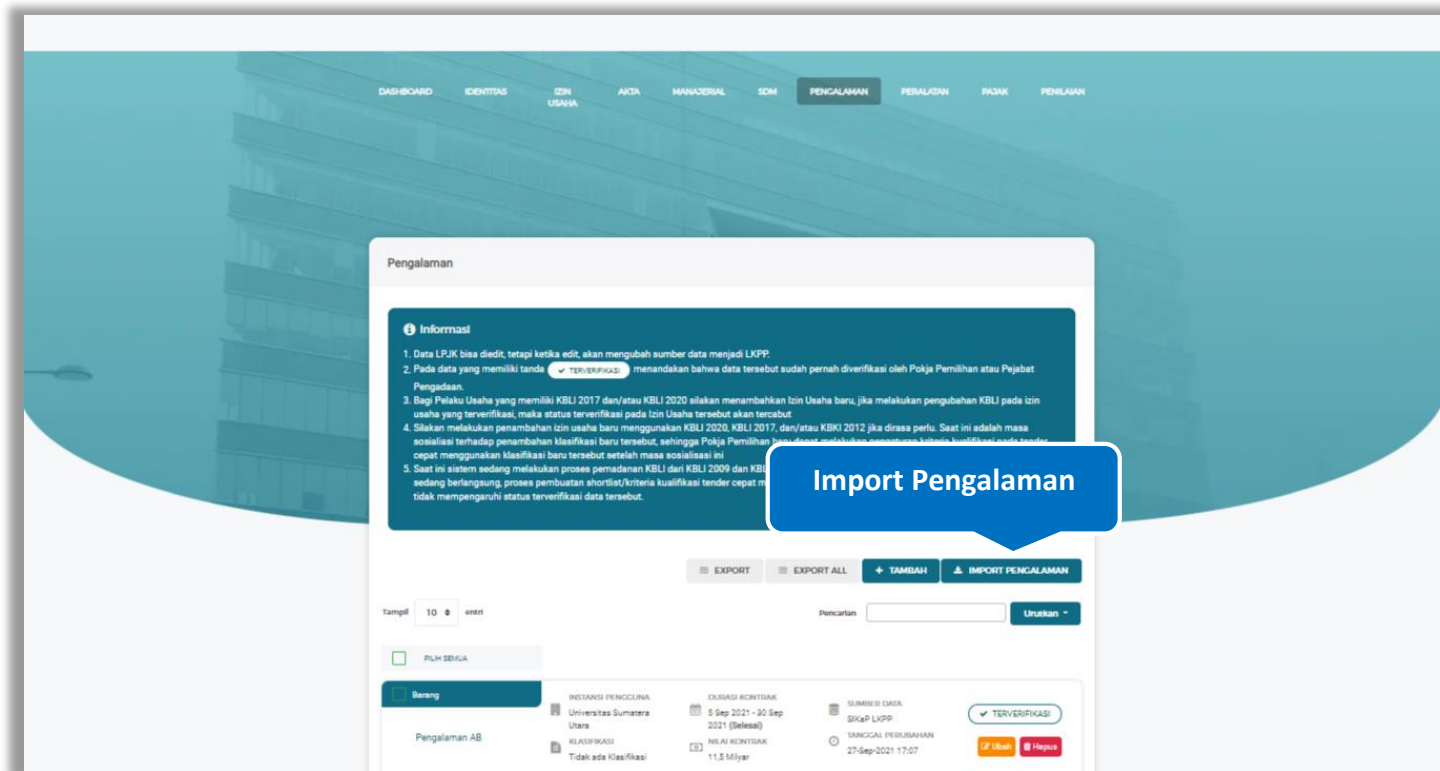 DASHBOARD IDENTITAS IZIN USAHA AKTA MANAJERIAL SDM PENGALAMAN PERALATAN PAJAK PENILAIAN
Pengalaman
Informasi
1. Data LPJK bisa diedit, tetapi ketika edit, akan mengubah sumber data menjadi LKPP.
2. Pada data yang memiliki tanda TERVERIFIKASI menandakan bahwa data tersebut sudah pernah diverifikasi oleh Pokja Pemilihan atau Pejabat
Pengadaan.
3. Bagi Pelaku Usaha yang memiliki KBLI 2017 dan/atau KBLI 2020 silakan menambahkan Izin Usaha baru, jika melakukan pengubahan KBLI pada izin
usaha yang terverifikasi, maka status terverifikasi pada Izin Usaha tersebut akan tercabut
4. Silakan melakukan penambahan izin usaha baru menggunakan KBLI 2020, KBLI 2017, dan/atau KBKI 2012 jika dirasa perlu. Saat ini adalah masa
sosialiasi terhadap penambahan klasifikasi baru tersebut, sehingga Pokja Pemilihan baru dapat melakukan pengaturan kriteria kualifikasi pada tender
cepat menggunakan klasifikasi baru tersebut setelah masa sosialisasi ini
5. Saat ini sistem sedang melakukan proses pemadanan KBLI dari KBLI 2009 dan KBL
sedang berlangsung, proses pembuatan shortlist/kriteria kualifikasi tender cepat m
tidak mempengaruhi status terverifikasi data tersebut.
Import Pengalaman
EXPORT EXPORT ALL + TAMBAH IMPORT PENGALAMAN
Tampil 10 entri Pencarian Urutkan
PILIH SEMUA
Barang
Pengalaman AB
INSTANSI PENGGUNA
Universitas Sumatera
Utara
KLASIFIKASI
Tidak ada Klasifikasi
DURASI KONTRAK
5 Sep 2021 - 30 Sep
2021 (Selesai)
NILAI KONTRAK
11,5 Milyar
SUMBER DATA
SIKaP LKPP
TANGGAL PERUBAHAN
27-Sep-2021 17:07
TERVERIFIKASI
Ubah Hapus